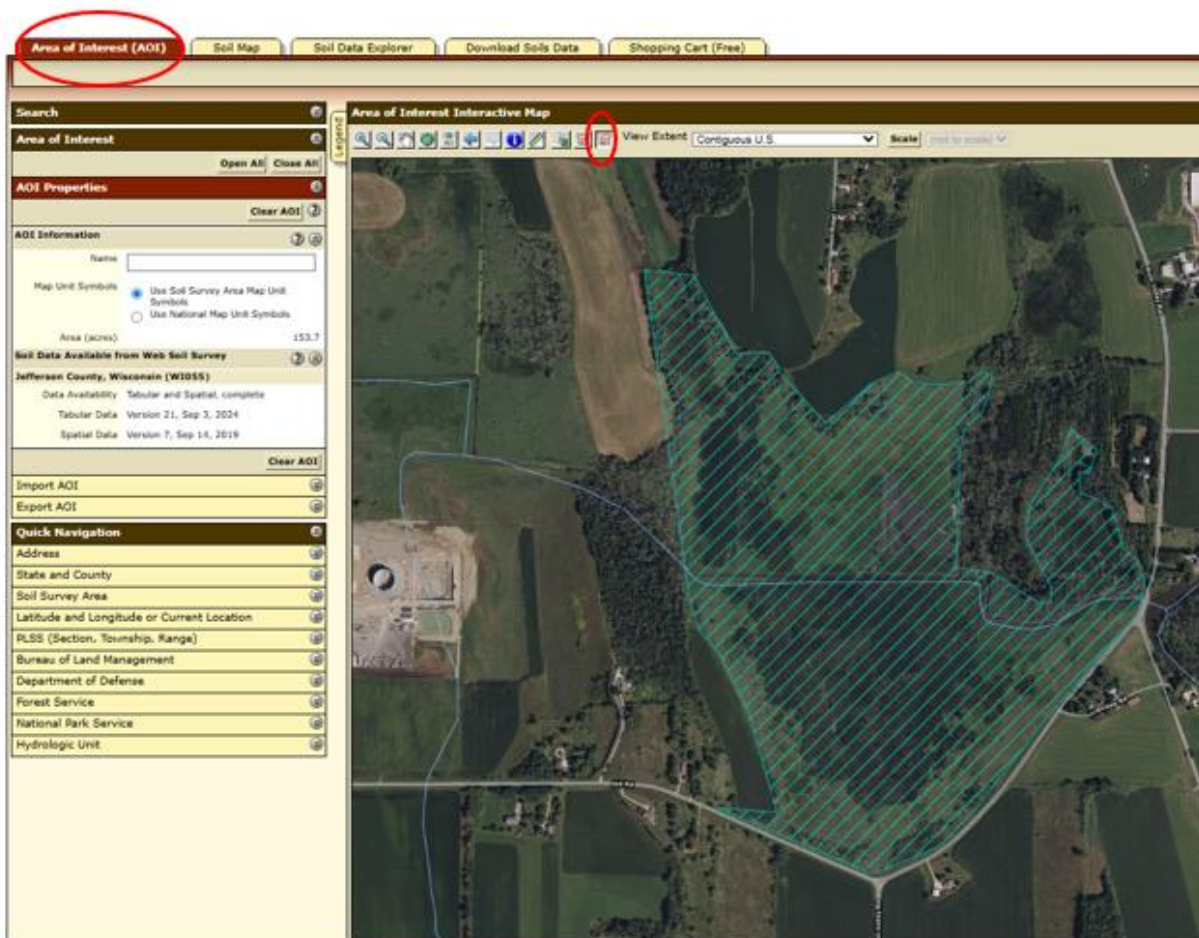 Area of Interest (AOI)
Soil Map
Soil Data Explorer
Download Soils Data
Shopping Cart (Free)
Search
Area of Interest
Open All Close All
AOI Properties
Clear AOI
AOI Information
Name
Map Unit Symbols
Use Soil Survey Area Map Unit
Symbols
Use National Map Unit Symbols
Area (acres) 153.7
Soil Data Available from Web Soil Survey
Jefferson County, Wisconsin (WI055)
Data Availability Tabular and Spatial, complete
Tabular Data Version 21, Sep 3, 2024
Spatial Data Version 7, Sep 14, 2019
Clear AOI
Import AOI
Export AOI
Quick Navigation
Address
State and County
Soil Survey Area
Latitude and Longitude or Current Location
PLSS (Section, Township, Range)
Bureau of Land Management
Department of Defense
Forest Service
National Park Service
Hydrologic Unit
Legend
Area of Interest Interactive Map
View Extent Contiguous U.S. Scale (not to scale)